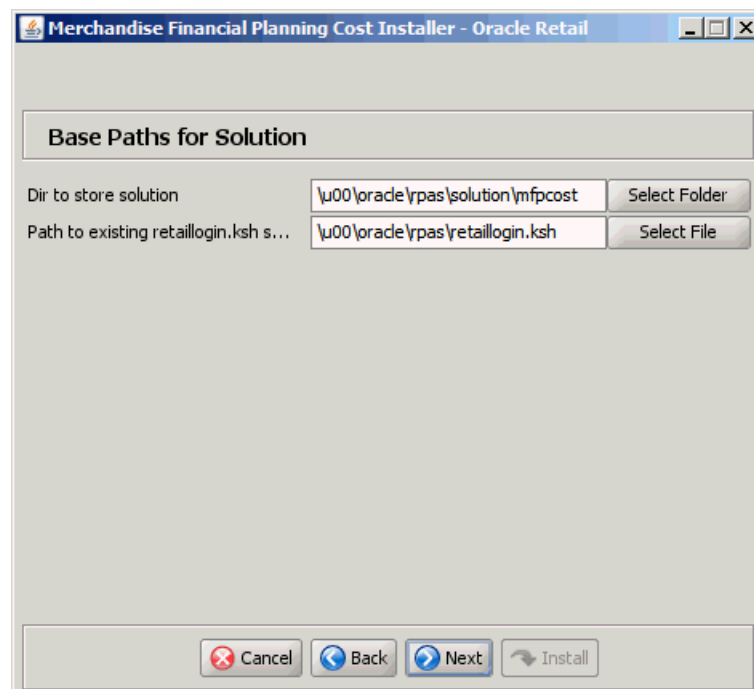 Merchandise Financial Planning Cost Installer - Oracle Retail
Base Paths for Solution
Dir to store solution \u00\oracle\rpas\solution\mfpcost Select Folder
Path to existing retaillogin.ksh s... \u00\oracle\rpas\retaillogin.ksh Select File
Cancel Back Next Install